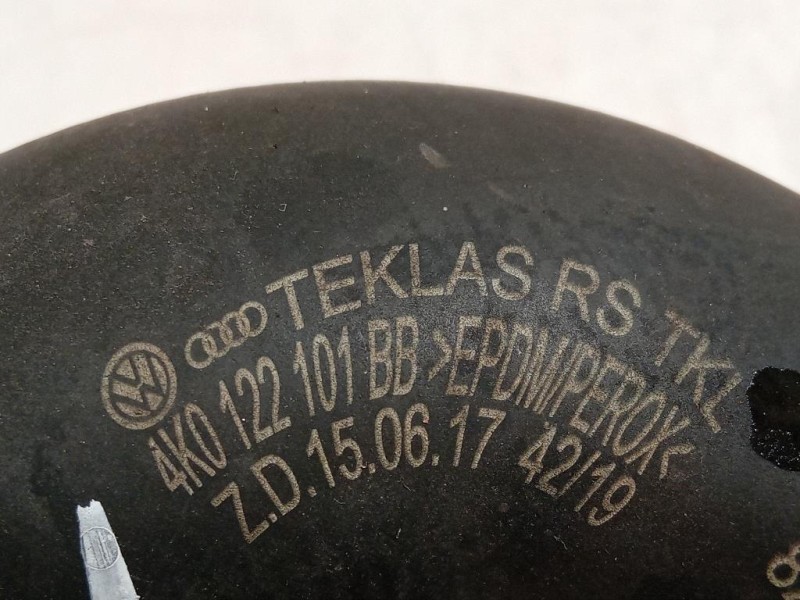 TEKLAS RS TKL
4K0 122 101 BB >EPDM/PEROX<
Z.D.15.06.17 42/19